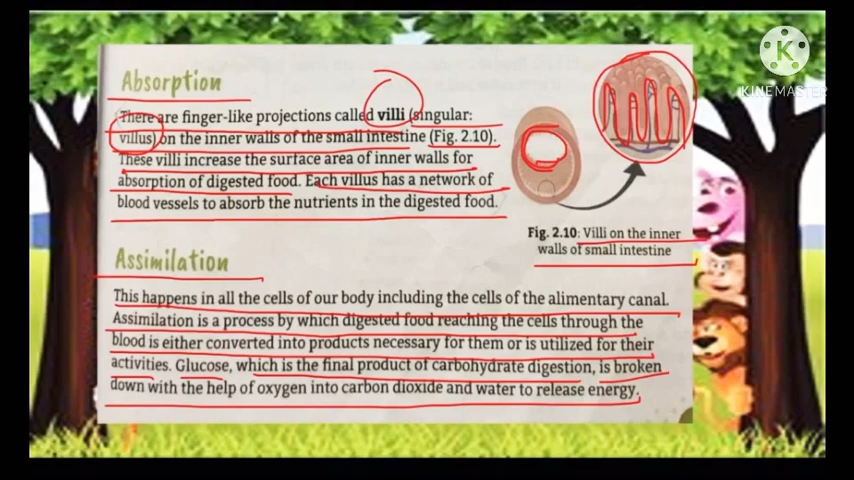 K
KINEMASTER
Absorption
There are finger-like projections called villi (singular:
villus) on the inner walls of the small intestine (Fig. 2.10).
These villi increase the surface area of inner walls for
absorption of digested food. Each villus has a network of
blood vessels to absorb the nutrients in the digested food.
Fig. 2.10: Villi on the inner
walls of small intestine
Assimilation
This happens in all the cells of our body including the cells of the alimentary canal.
Assimilation is a process by which digested food reaching the cells through the
blood is either converted into products necessary for them or is utilized for their
activities. Glucose, which is the final product of carbohydrate digestion, is broken
down with the help of oxygen into carbon dioxide and water to release energy.